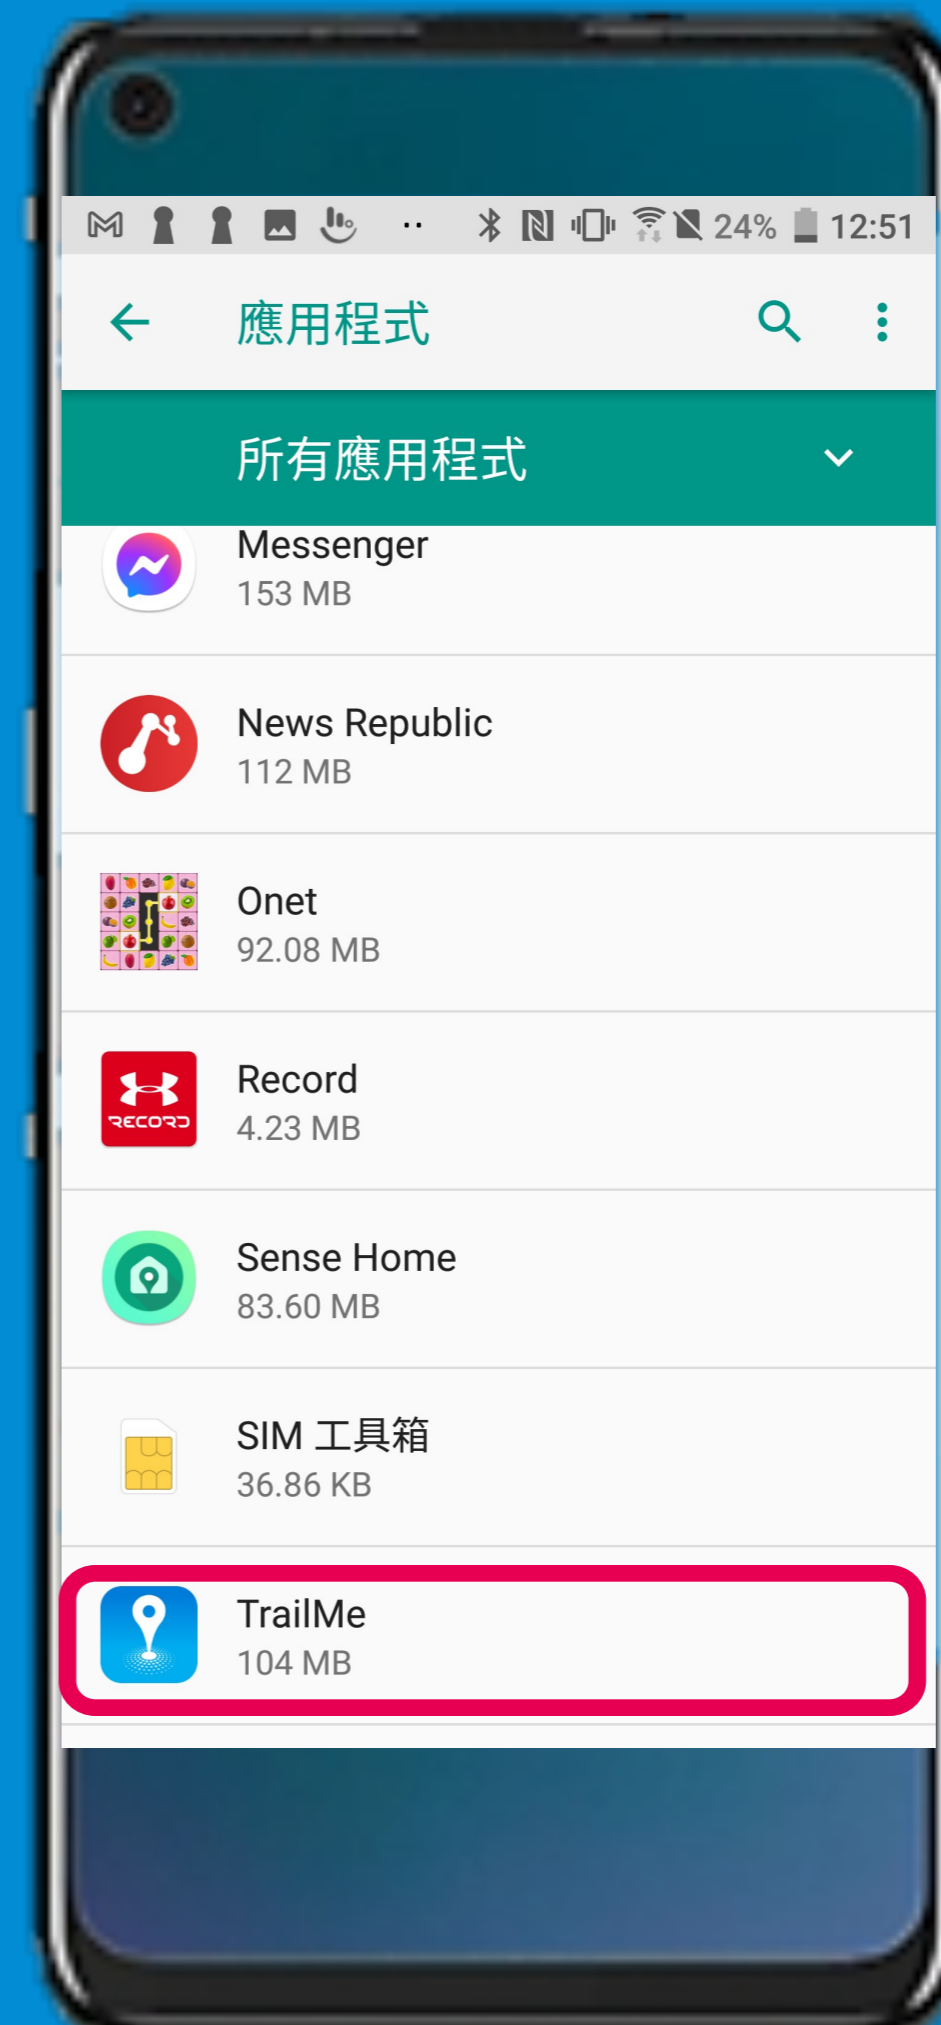 24% 12:51
應用程式
所有應用程式
Messenger
153 MB
News Republic
112 MB
Onet
92.08 MB
RECORD
Record
4.23 MB
Sense Home
83.60 MB
SIM 工具箱
36.86 KB
TrailMe
104 MB